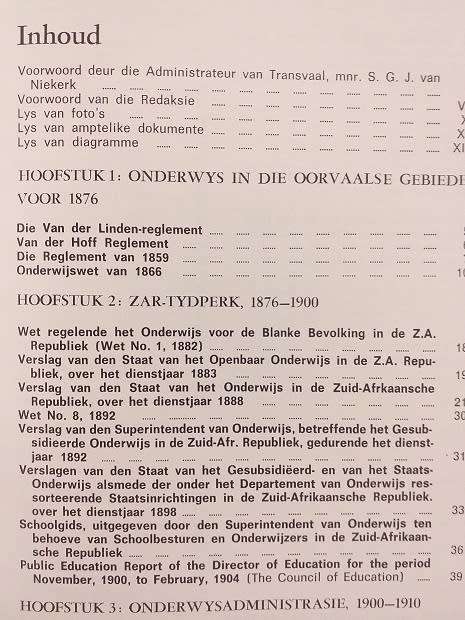 Inhoud
Voorwoord deur die Administrateur van Transvaal, mnr. S. G. J. van
Niekerk
Voorwoord van die Redaksie V
Lys van foto's X
Lys van amptelike dokumente X
Lys van diagramme XI
HOOFSTUK 1: ONDERWYS IN DIE OORVAALSE GEBIEDE
VOOR 1876
Die Van der Linden-reglement
Van der Hoff Reglement
Die Reglement van 1859
Onderwijswet van 1866 10
HOOFSTUK 2: ZAR-TYDPERK, 1876—1900
Wet regelende het Onderwijs voor de Blanke Bevolking in de Z.A.
Republiek (Wet No. 1, 1882) 18
Verslag van den Staat van het Openbaar Onderwijs in de Z.A. Repu-
bliek, over het dienstjaar 1883 19
Verslag van den Staat van het Onderwijs in de Zuid-Afrkaansche
Republiek, over het dienstjaar 1888 21
Wet No. 8, 1892 30
Verslag van den Superintendent van Onderwijs, betreffende het Gesub-
sidieerde Onderwijs in de Zuid-Afr. Republiek, gedurende het dienst-
jaar 1892 31
Verslagen van den Staat van het Gesubsidiëerd- en van het Staats-
Onderwijs alsmede der onder het Departement van Onderwijs res-
sorteerende Staatsinrichtingen in de Zuid-Afrikaansche Republiek.
over het dienstjaar 1898 33
Schoolgids, uitgegeven door den Superintendent van Onderwijs ten
behoeve van Schoolbesturen en Onderwijzers in de Zuid-Afrikaan-
sche Republiek 36
Public Education Report of the Director of Education for the period
November, 1900, to February, 1904 (The Council of Education) 39
HOOFSTUK 3: ONDERWYSADMINISTRASIE, 1900—1910